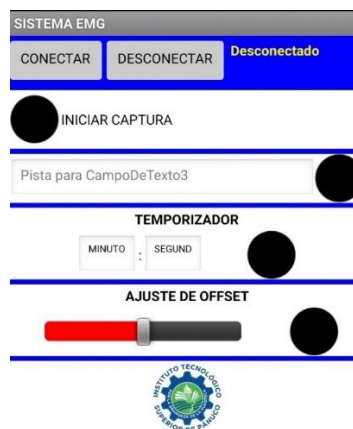 SISTEMA EMG
CONECTAR DESCONECTAR Desconectado
INICIAR CAPTURA
Pista para CampoDeTexto3
TEMPORIZADOR
MINUTO : SEGUND
AJUSTE DE OFFSET
INSTITUTO TECNOLÓGICO
SUPERIOR DE PÁNUCO